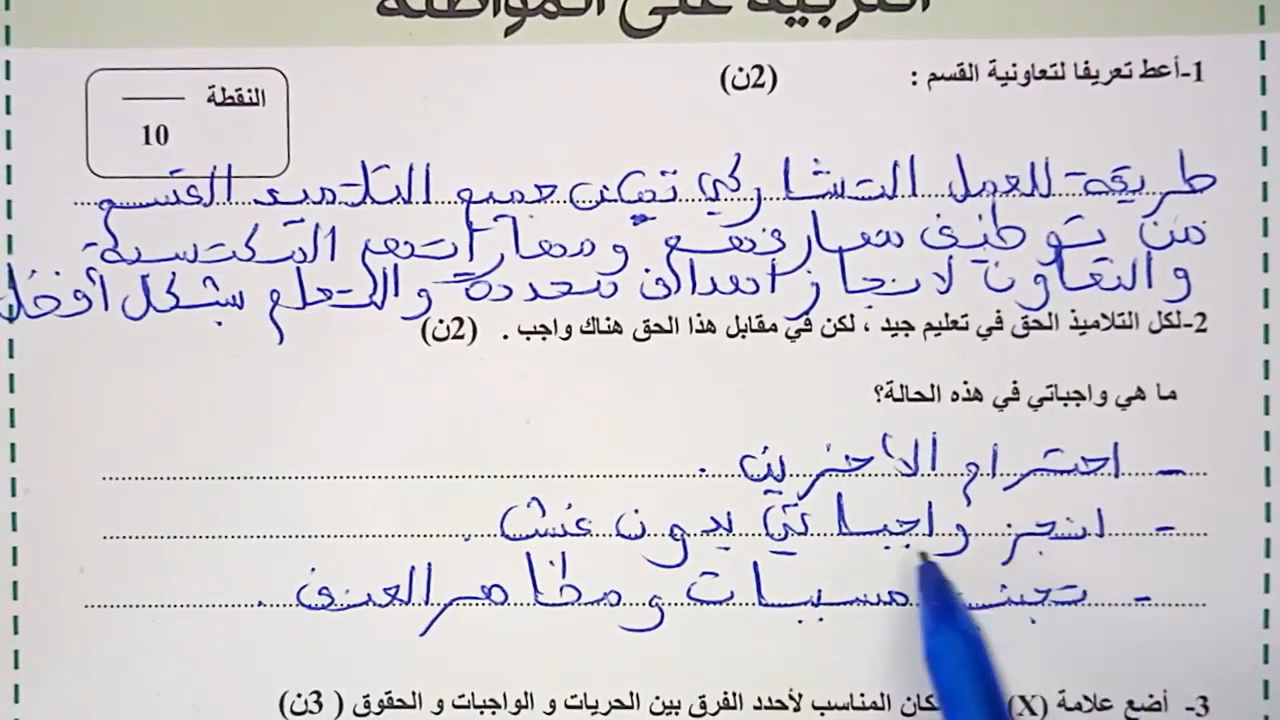 التربية على المواطنة
1-أعط تعريفا لتعاونية القسم : (2ن)
النقطة
10
طريقة للعمل التشاركي تمكن جميع التلاميذ القسم
من توظيف معارفهم ومهاراتهم المكتسبة
والتعاون لانجاز أهداف محددة والتعلم بشكل أفضل
2-لكل التلاميذ الحق في تعليم جيد ، لكن في مقابل هذا الحق هناك واجب . (2ن)
ما هي واجباتي في هذه الحالة؟
- احترام الآخرين .
- انجز واجباتي بدون غش .
- تجنب مسببات ومظاهر العنف .
3- أضع علامة (X) المناسب لأحدد الفرق بين الحريات و الواجبات و الحقوق ( 3ن)